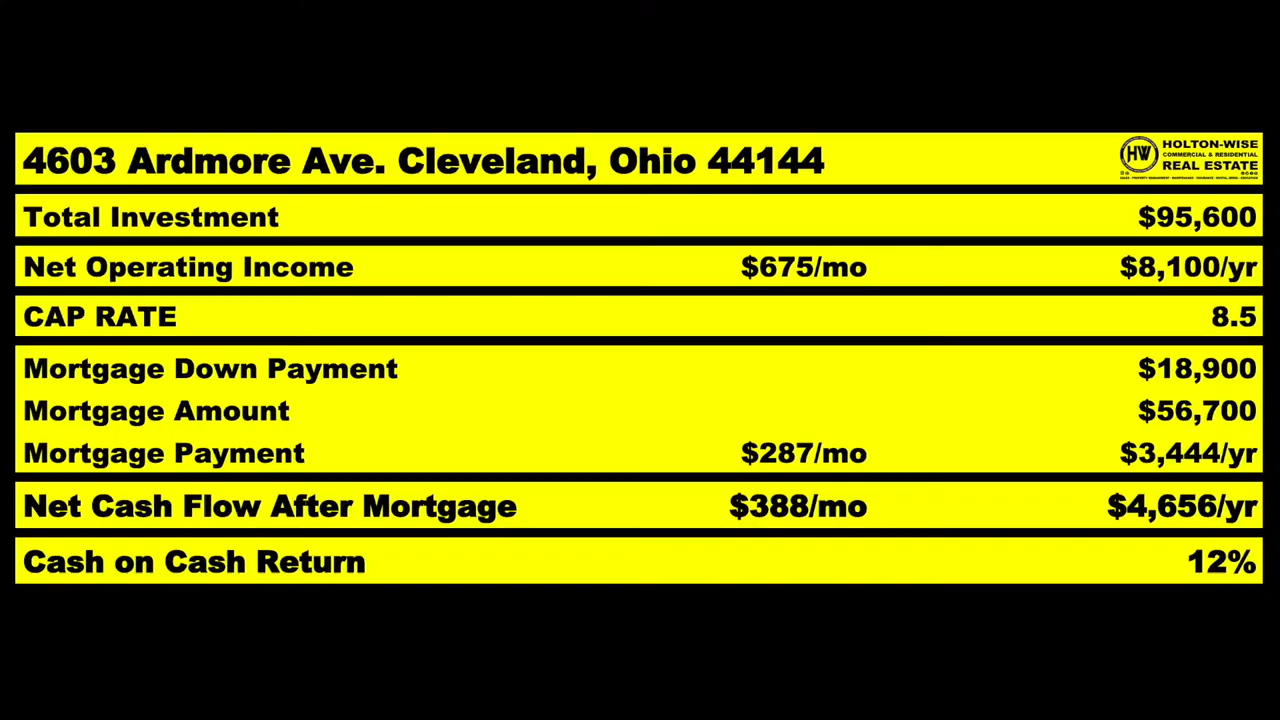 4603 Ardmore Ave. Cleveland, Ohio 44144
HW
HOLTON-WISE
COMMERCIAL & RESIDENTIAL
REAL ESTATE
Total Investment $95,600
Net Operating Income $675/mo $8,100/yr
CAP RATE 8.5
Mortgage Down Payment $18,900
Mortgage Amount $56,700
Mortgage Payment $287/mo $3,444/yr
Net Cash Flow After Mortgage $388/mo $4,656/yr
Cash on Cash Return 12%